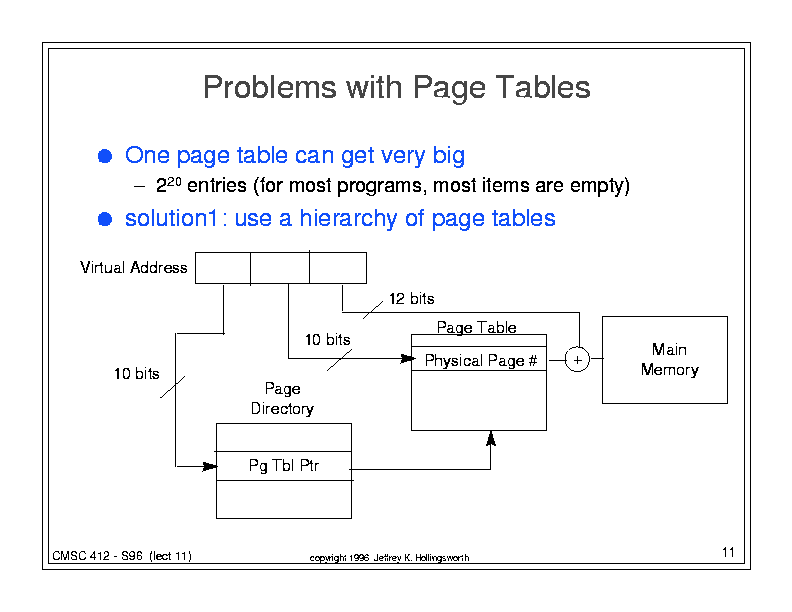 Problems with Page Tables
● One page table can get very big
– 2²⁰ entries (for most programs, most items are empty)
● solution1: use a hierarchy of page tables
Virtual Address
12 bits
Page Table
10 bits
Physical Page #
+
Main
Memory
10 bits
Page
Directory
Pg Tbl Ptr
CMSC 412 - S96 (lect 11)
copyright 1996 Jeffrey K. Hollingsworth
11